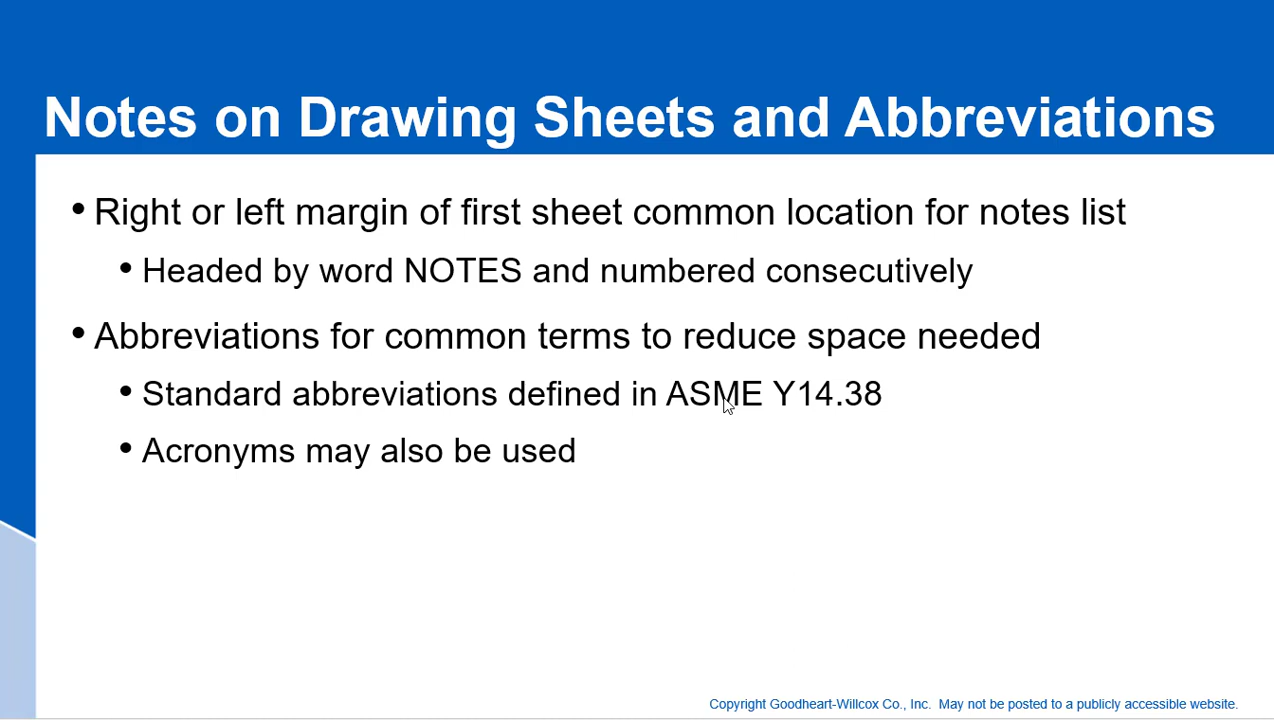 Notes on Drawing Sheets and Abbreviations
• Right or left margin of first sheet common location for notes list
• Headed by word NOTES and numbered consecutively
• Abbreviations for common terms to reduce space needed
• Standard abbreviations defined in ASME Y14.38
• Acronyms may also be used
Copyright Goodheart-Willcox Co., Inc.  May not be posted to a publicly accessible website.